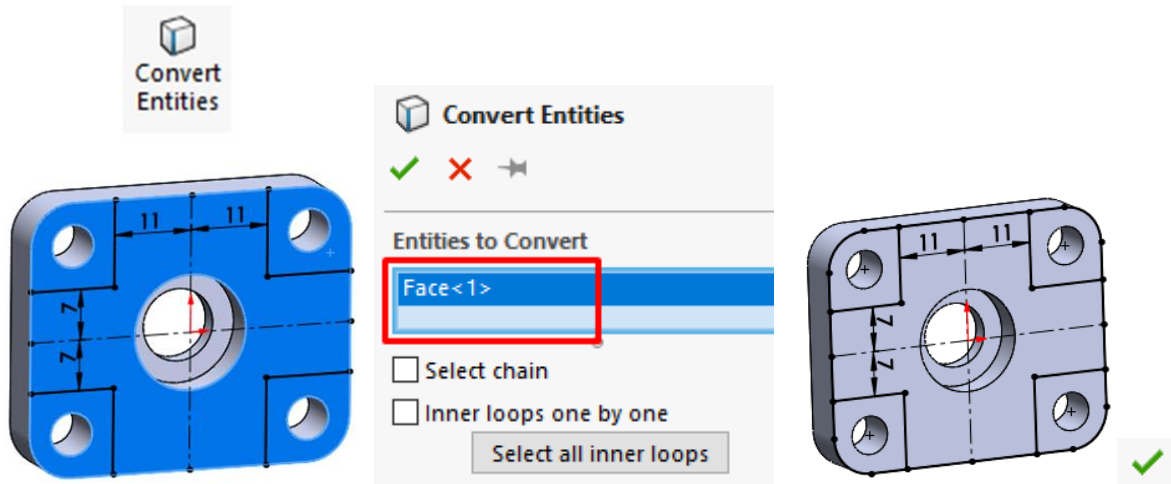 Convert
Entities
Convert Entities
Entities to Convert
Face<1>
Select chain
Inner loops one by one
Select all inner loops
11 11
7
7
11 11
7
7